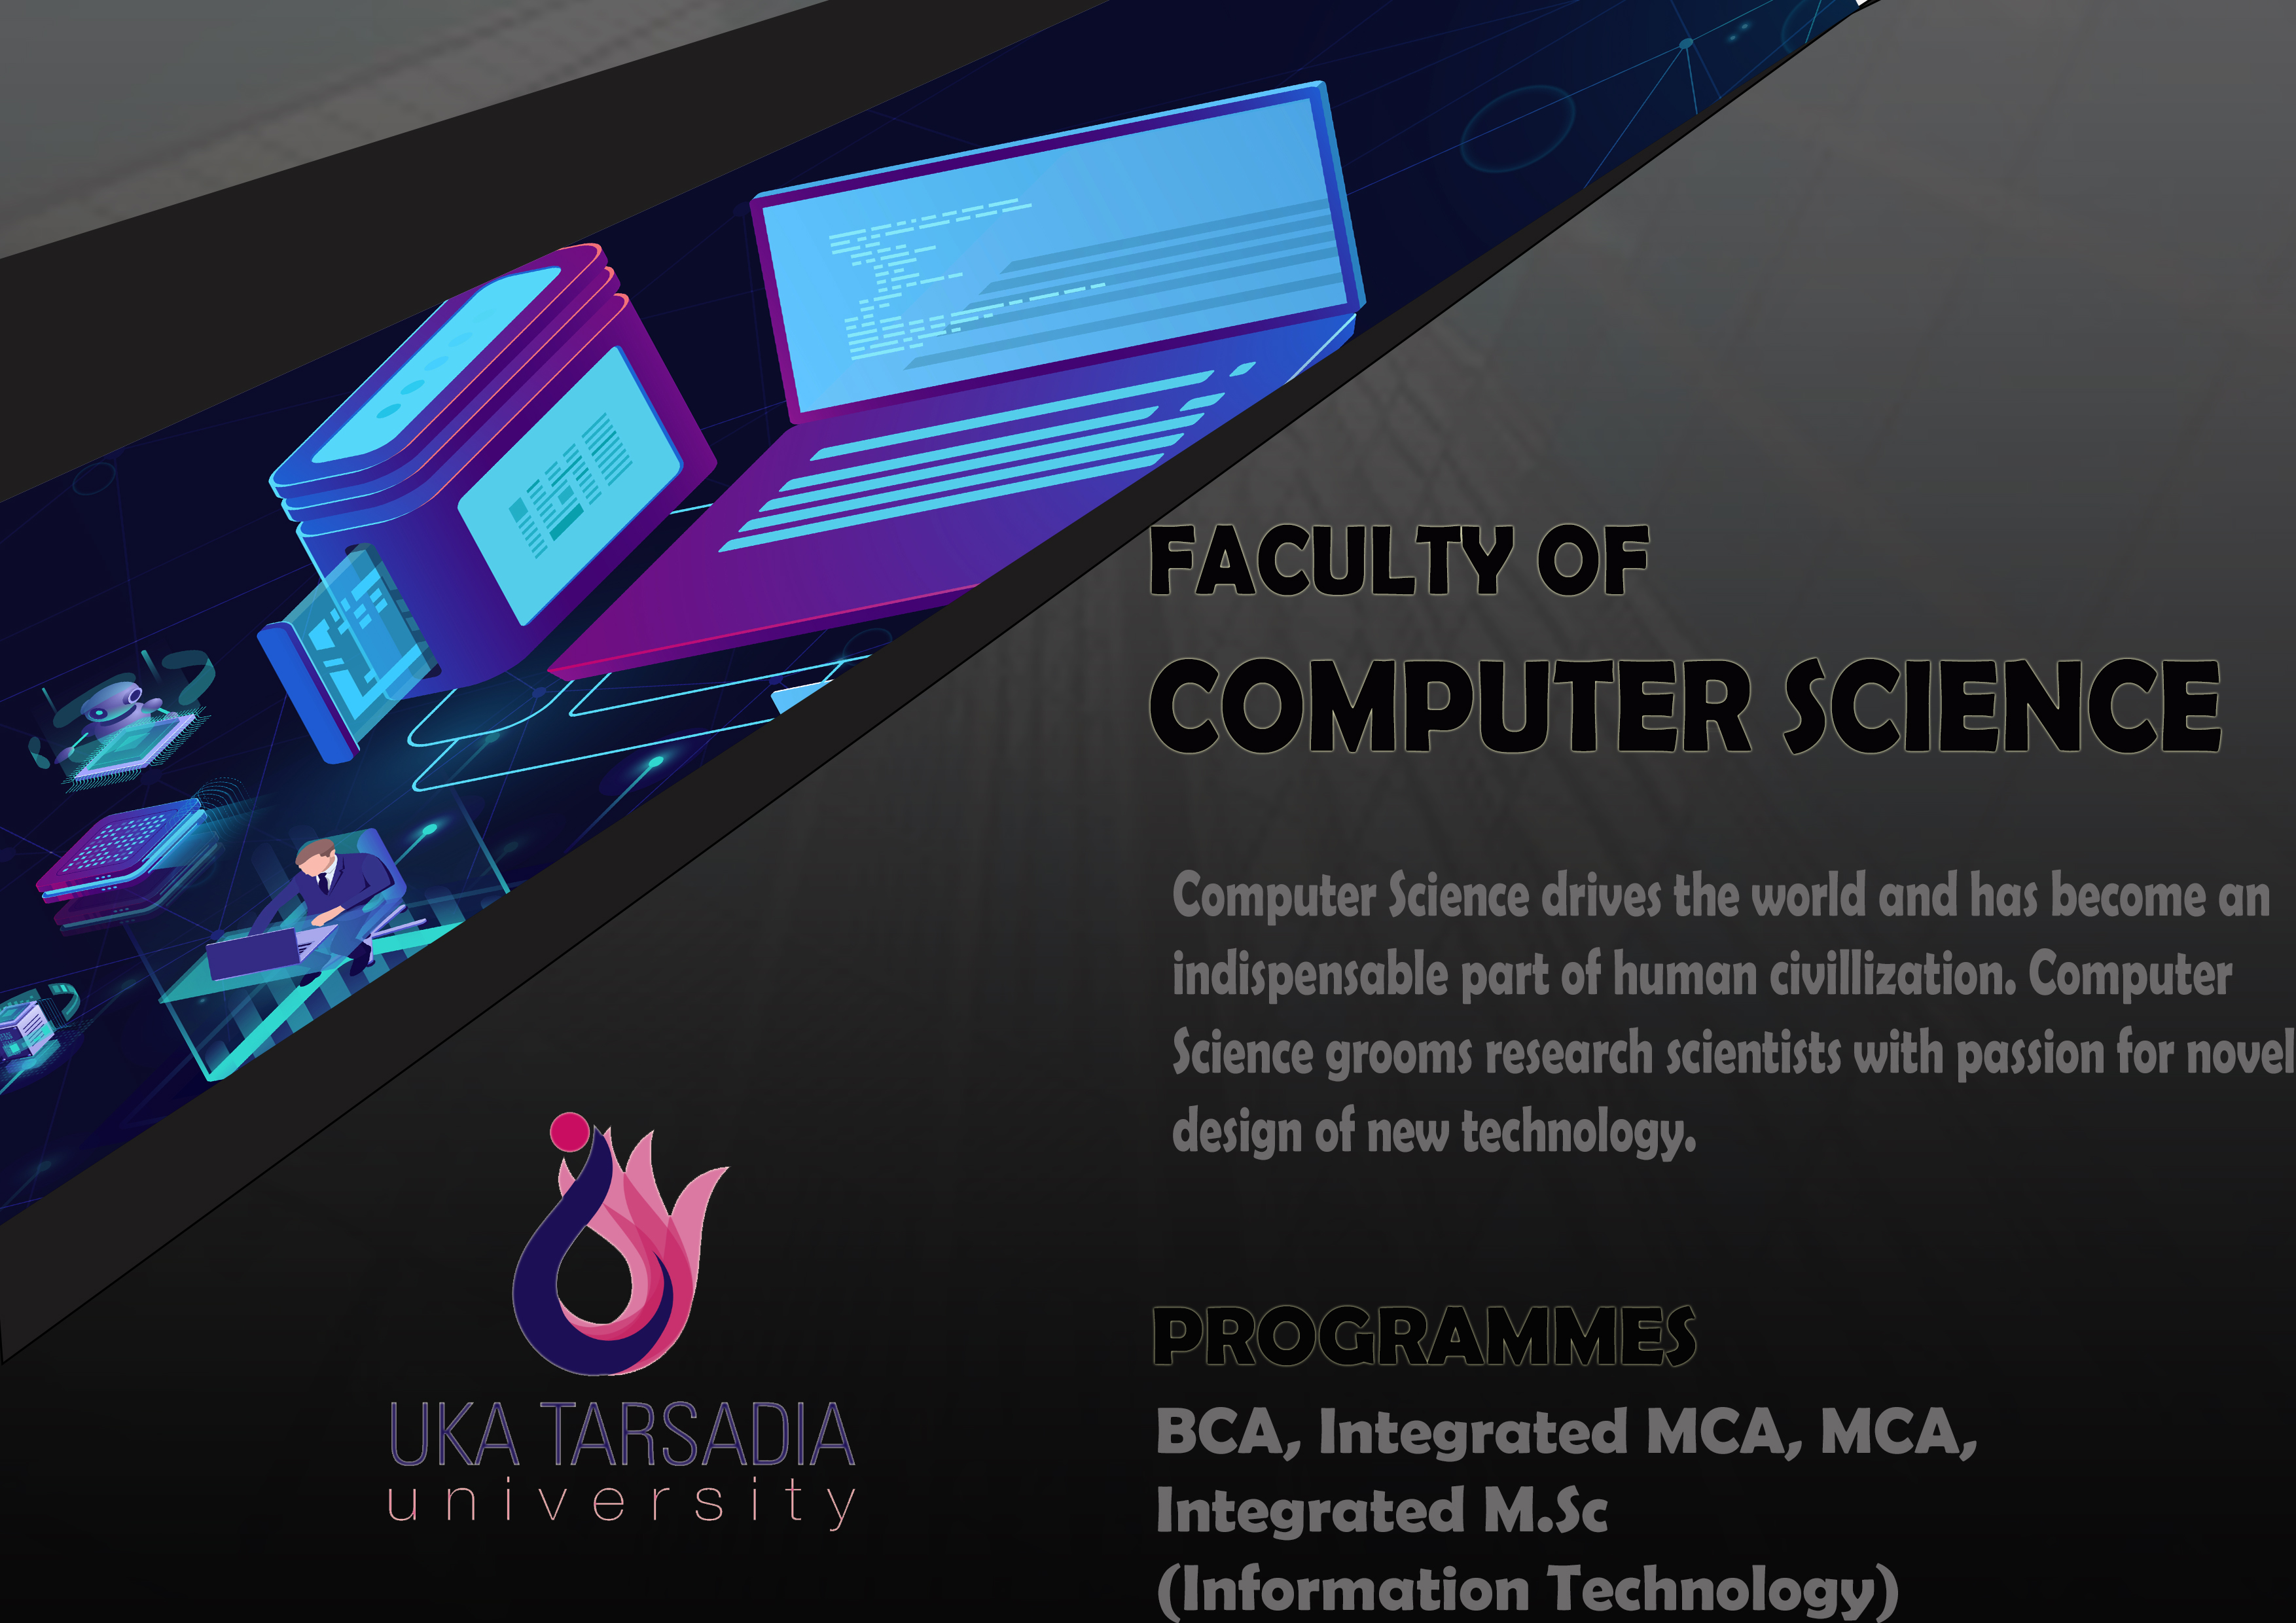 FACULTY OF
COMPUTER SCIENCE
Computer Science drives the world and has become an
indispensable part of human civillization. Computer
Science grooms research scientists with passion for novel
design of new technology.
PROGRAMMES
BCA, Integrated MCA, MCA,
Integrated M.Sc
(Information Technology)
UKA TARSADIA
university